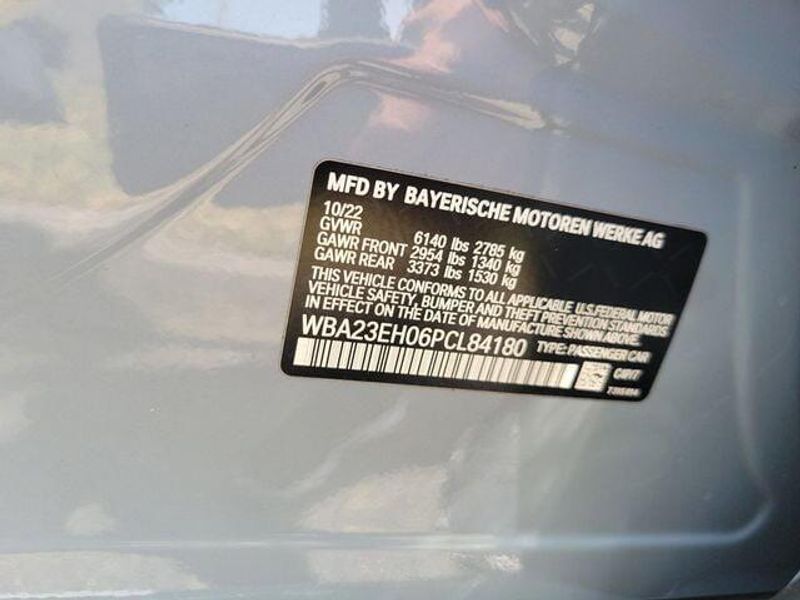 MFD BY BAYERISCHE MOTOREN WERKE AG
10/22
GVWR 6140 lbs 2785 kg
GAWR FRONT 2954 lbs 1340 kg
GAWR REAR 3373 lbs 1530 kg
THIS VEHICLE CONFORMS TO ALL APPLICABLE U.S.FEDERAL MOTOR
VEHICLE SAFETY, BUMPER AND THEFT PREVENTION STANDARDS
IN EFFECT ON THE DATE OF MANUFACTURE SHOWN ABOVE.
WBA23EH06PCL84180 TYPE: PASSENGER CAR